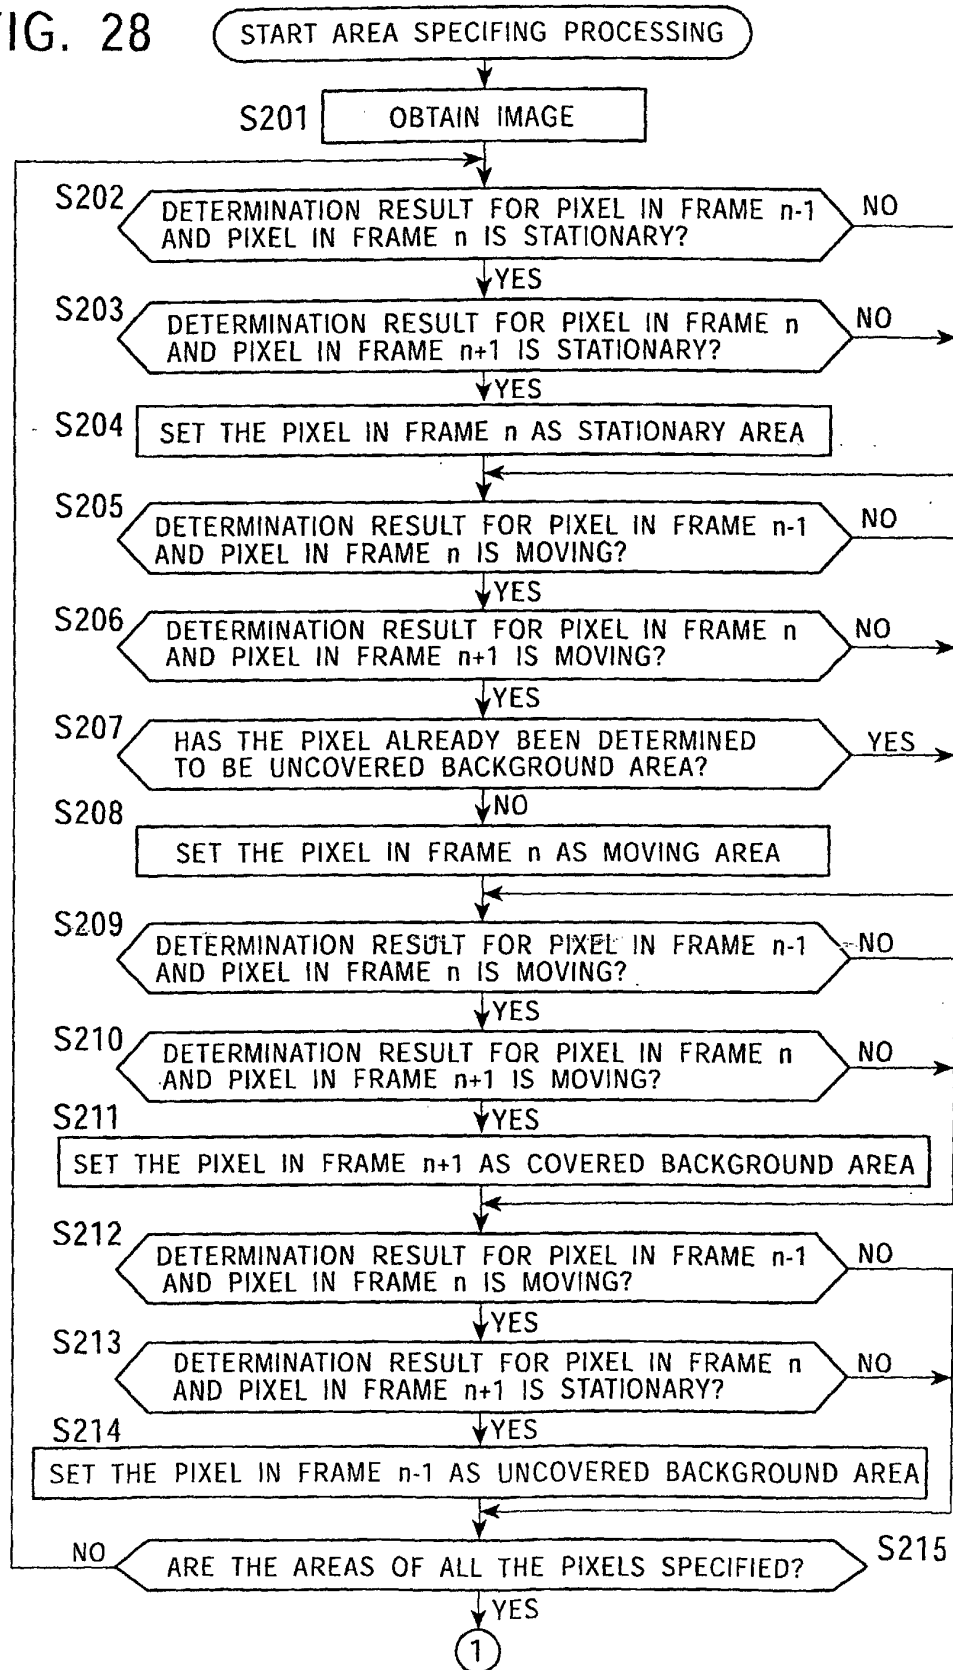 FIG. 28
START AREA SPECIFING PROCESSING
S201
OBTAIN IMAGE
S202
DETERMINATION RESULT FOR PIXEL IN FRAME n-1
AND PIXEL IN FRAME n IS STATIONARY?
NO
YES
S203
DETERMINATION RESULT FOR PIXEL IN FRAME n
AND PIXEL IN FRAME n+1 IS STATIONARY?
NO
YES
S204
SET THE PIXEL IN FRAME n AS STATIONARY AREA
S205
DETERMINATION RESULT FOR PIXEL IN FRAME n-1
AND PIXEL IN FRAME n IS MOVING?
NO
YES
S206
DETERMINATION RESULT FOR PIXEL IN FRAME n
AND PIXEL IN FRAME n+1 IS MOVING?
NO
YES
S207
HAS THE PIXEL ALREADY BEEN DETERMINED
TO BE UNCOVERED BACKGROUND AREA?
YES
NO
S208
SET THE PIXEL IN FRAME n AS MOVING AREA
S209
DETERMINATION RESULT FOR PIXEL IN FRAME n-1
AND PIXEL IN FRAME n IS MOVING?
NO
YES
S210
DETERMINATION RESULT FOR PIXEL IN FRAME n
AND PIXEL IN FRAME n+1 IS MOVING?
NO
YES
S211
SET THE PIXEL IN FRAME n+1 AS COVERED BACKGROUND AREA
S212
DETERMINATION RESULT FOR PIXEL IN FRAME n-1
AND PIXEL IN FRAME n IS MOVING?
NO
YES
S213
DETERMINATION RESULT FOR PIXEL IN FRAME n
AND PIXEL IN FRAME n+1 IS STATIONARY?
NO
YES
S214
SET THE PIXEL IN FRAME n-1 AS UNCOVERED BACKGROUND AREA
NO
ARE THE AREAS OF ALL THE PIXELS SPECIFIED?
S215
YES
1